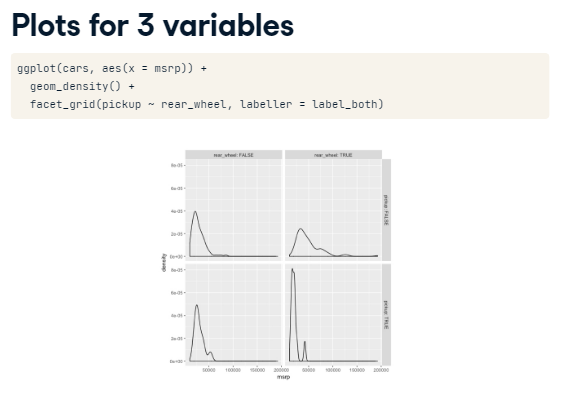 Plots for 3 variables
ggplot(cars, aes(x = msrp)) +
geom_density() +
facet_grid(pickup ~ rear_wheel, labeller = label_both)
rear_wheel: FALSE rear_wheel: TRUE
8e-05
6e-05
4e-05
2e-05
0e+00
pickup: FALSE
density
8e-05
6e-05
4e-05
2e-05
0e+00
pickup: TRUE
50000 100000 150000 200000 50000 100000 150000 200000
msrp